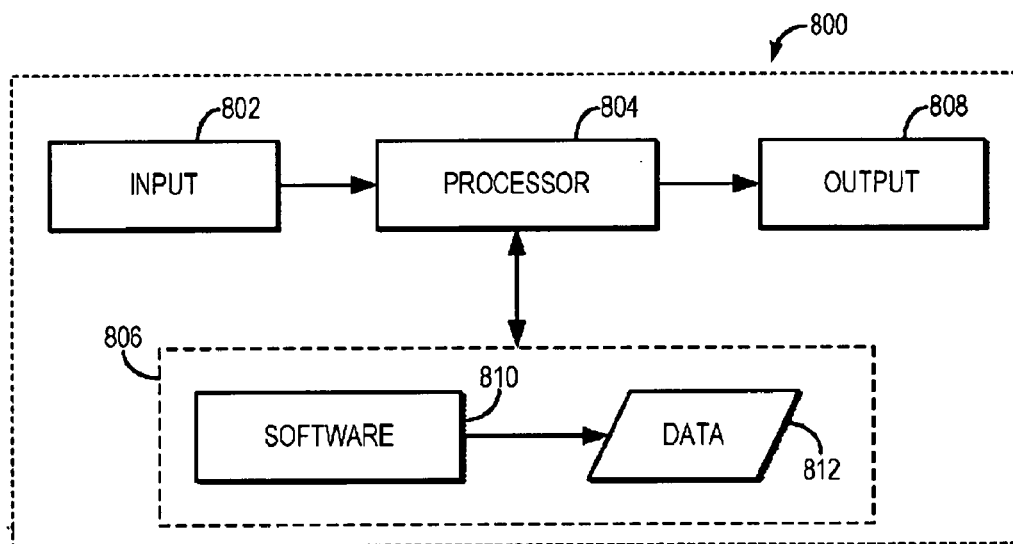 800
802
804
808
INPUT
PROCESSOR
OUTPUT
806
810
SOFTWARE
DATA
812